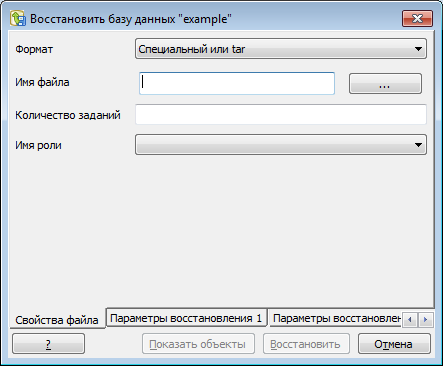 Восстановить базу данных "example"
Формат
Специальный или tar
Имя файла
...
Количество заданий
Имя роли
Свойства файла
Параметры восстановления 1
Параметры восстановлен
?
Показать объекты
Восстановить
Отмена